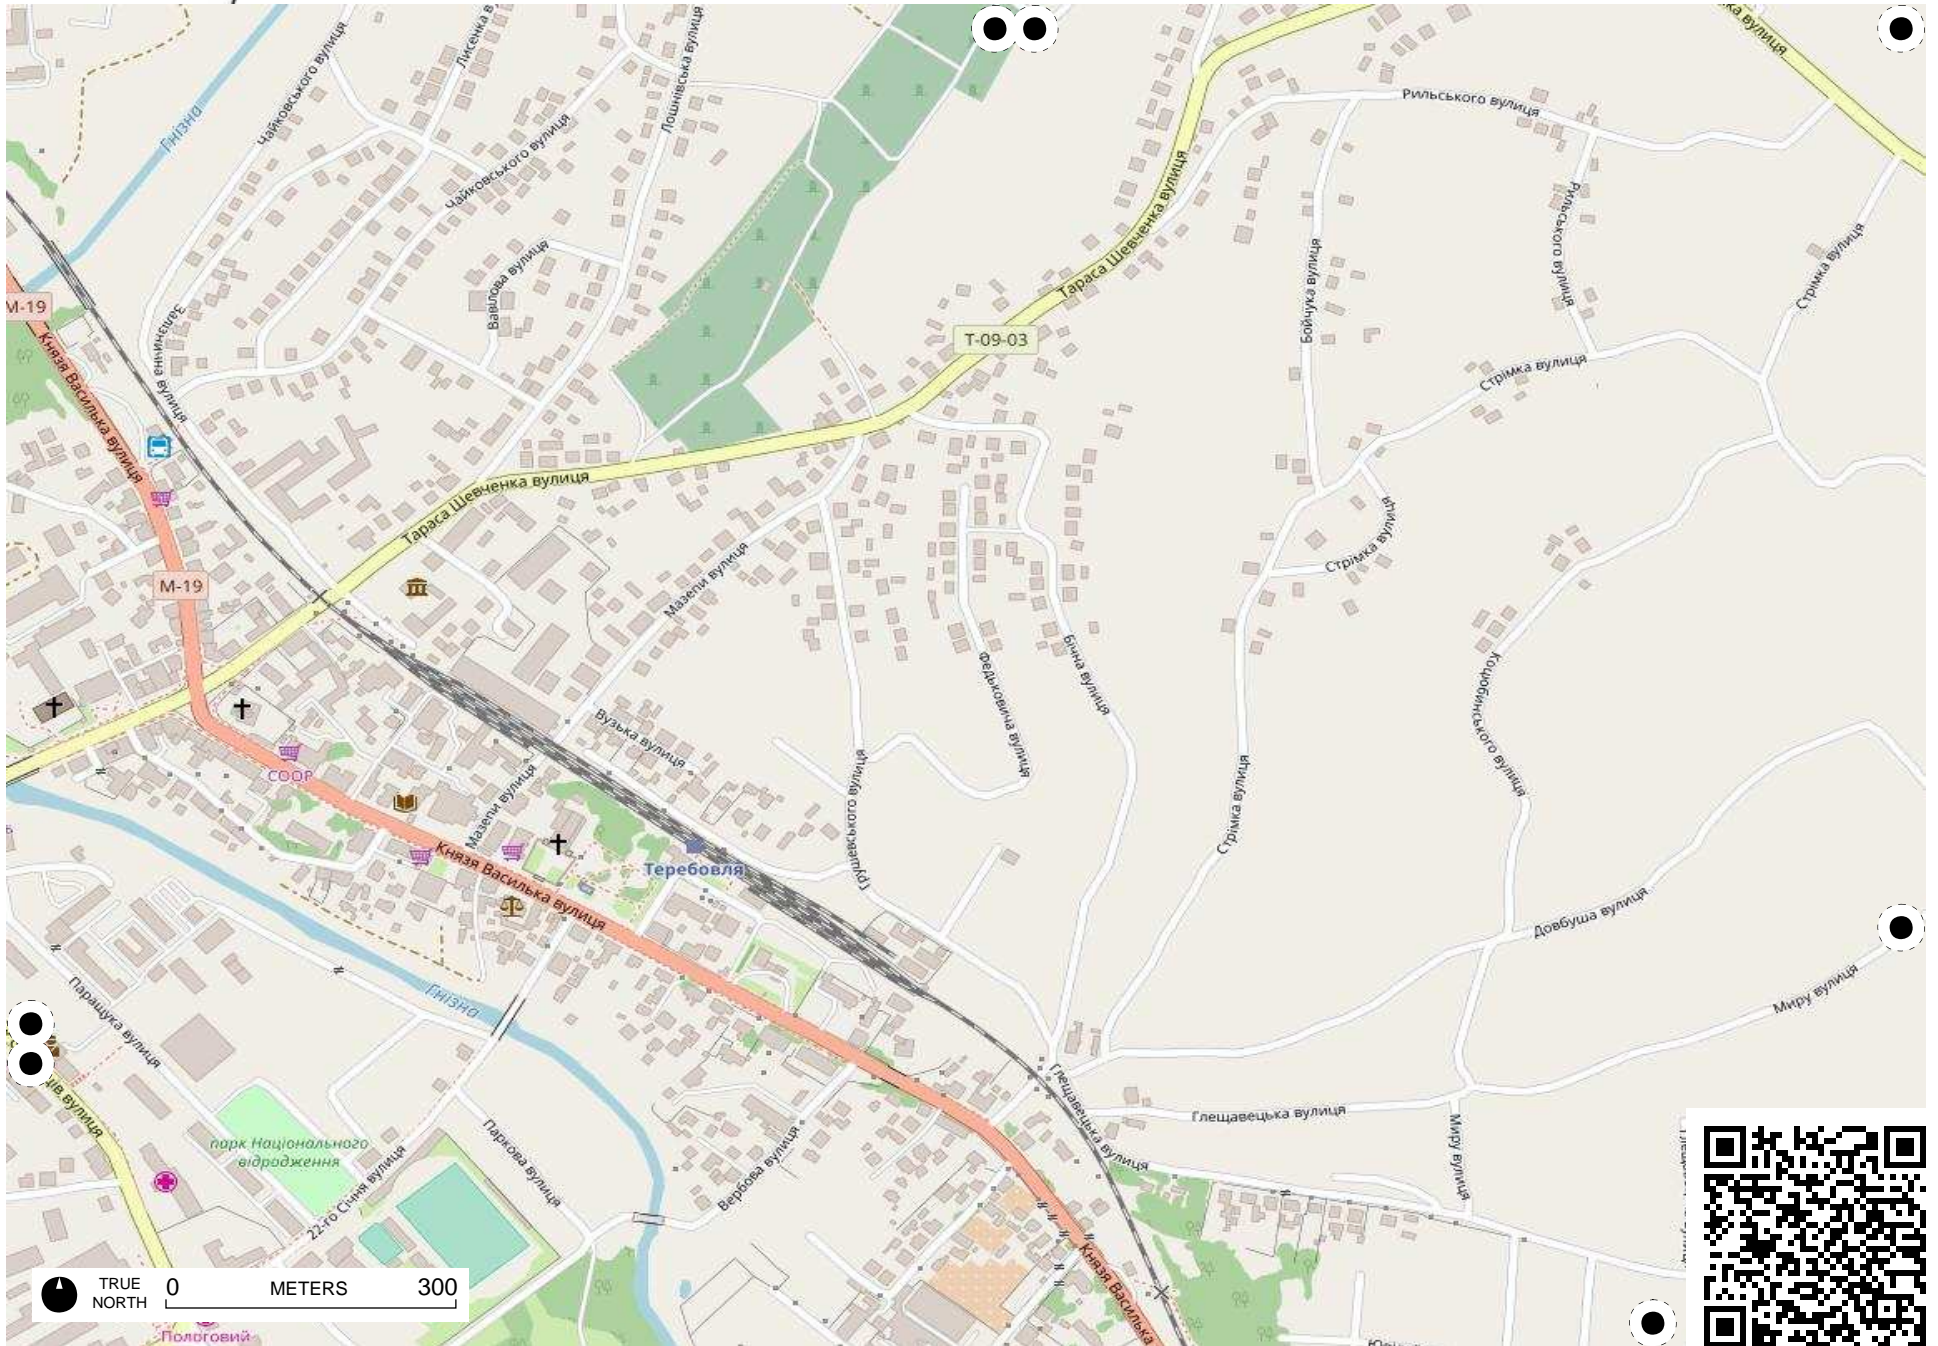 Чайковського вулиця
Лошнівська вулиця
Гнізна
Чайковського вулиця
Рильського вулиця
Тараса Шевченка вулиця
Рильського вулиця
Вавілова вулиця
Бойчука вулиця
Стрімка вулиця
М-19
Залізнична вулиця
Т-09-03
Князя Василька вулиця
Стрімка вулиця
Тараса Шевченка вулиця
Стрімка вулиця
М-19
Мазепи вулиця
Бічна вулиця
Федьковича вулиця
Коцюбинського вулиця
Вузька вулиця
COOP
Мазепи вулиця
Грушевського вулиця
Стрімка вулиця
Князя Василька вулиця
Теребовля
Довбуша вулиця
Паращука вулиця
Гнізна
Миру вулиця
Глещавецька вулиця
Глещавецька вулиця
Миру вулиця
парк Національного
відродження
Паркова вулиця
Вербова вулиця
22-го Січня вулиця
Князя Василька
TRUE
NORTH
0 METERS 300
Пологовий